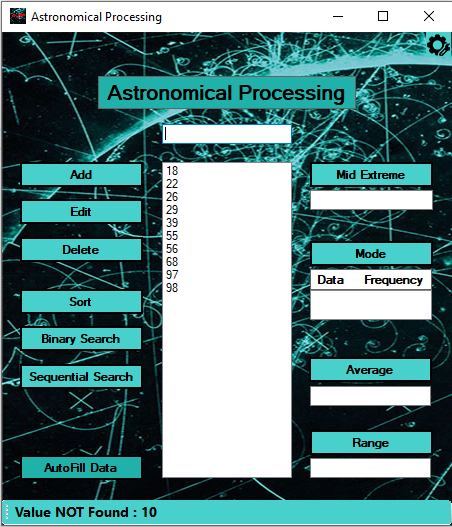 Astronomical Processing
Astronomical Processing
Add
Edit
Delete
Sort
Binary Search
Sequential Search
AutoFill Data
18
22
26
29
39
55
56
68
97
98
Mid Extreme
Mode
Data Frequency
Average
Range
Value NOT Found : 10